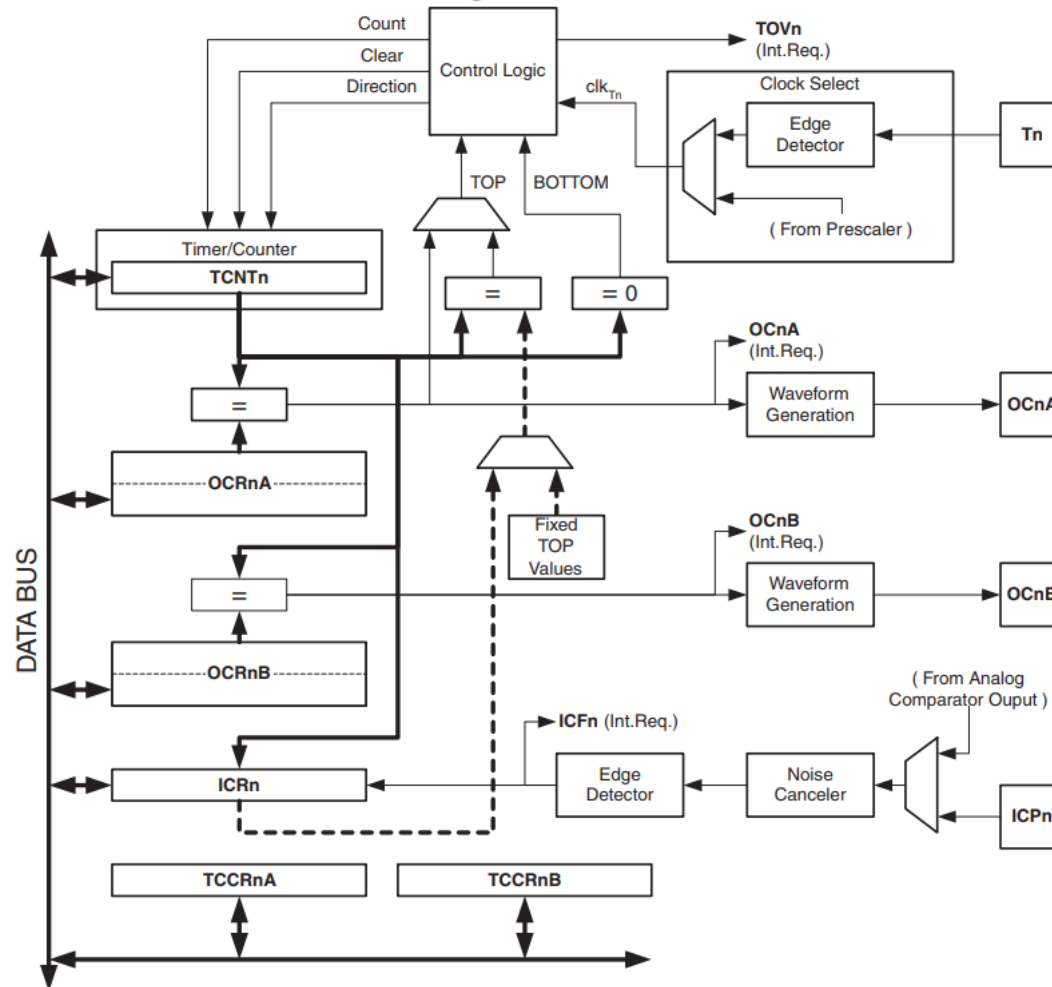 Count
Clear
Direction
Control Logic
TOVn
(Int.Req.)
clkTn
Clock Select
Edge
Detector
Tn
( From Prescaler )
TOP
BOTTOM
Timer/Counter
TCNTn
=
= 0
=
OCRnA
OCnA
(Int.Req.)
Waveform
Generation
OCnA
Fixed
TOP
Values
DATA BUS
=
OCRnB
OCnB
(Int.Req.)
Waveform
Generation
OCnB
( From Analog
Comparator Ouput )
ICFn (Int.Req.)
ICRn
Edge
Detector
Noise
Canceler
ICPn
TCCRnA
TCCRnB